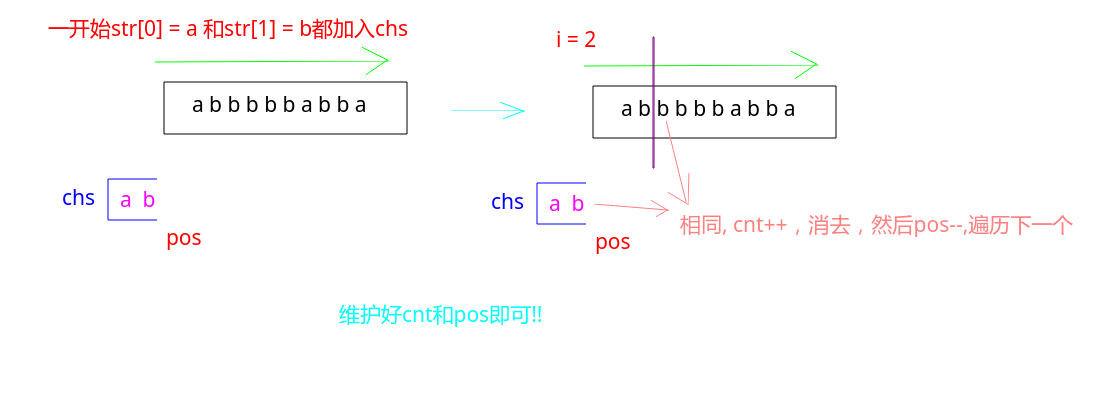 一开始str[0] = a 和str[1] = b都加入chs
a b b b b b a b b a
chs
a b
pos
i = 2
a b b b b b a b b a
chs
a b
pos
相同, cnt++，消去，然后pos--,遍历下一个
维护好cnt和pos即可!!